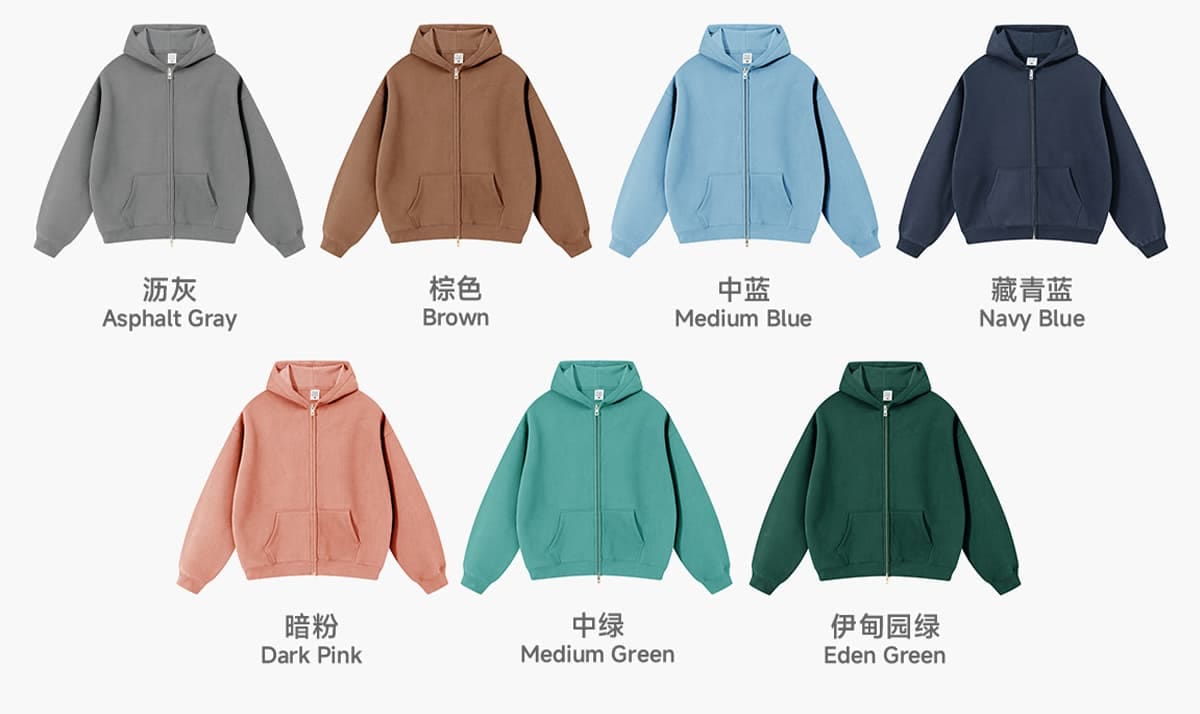 沥灰
Asphalt Gray
棕色
Brown
中蓝
Medium Blue
藏青蓝
Navy Blue
暗粉
Dark Pink
中绿
Medium Green
伊甸园绿
Eden Green